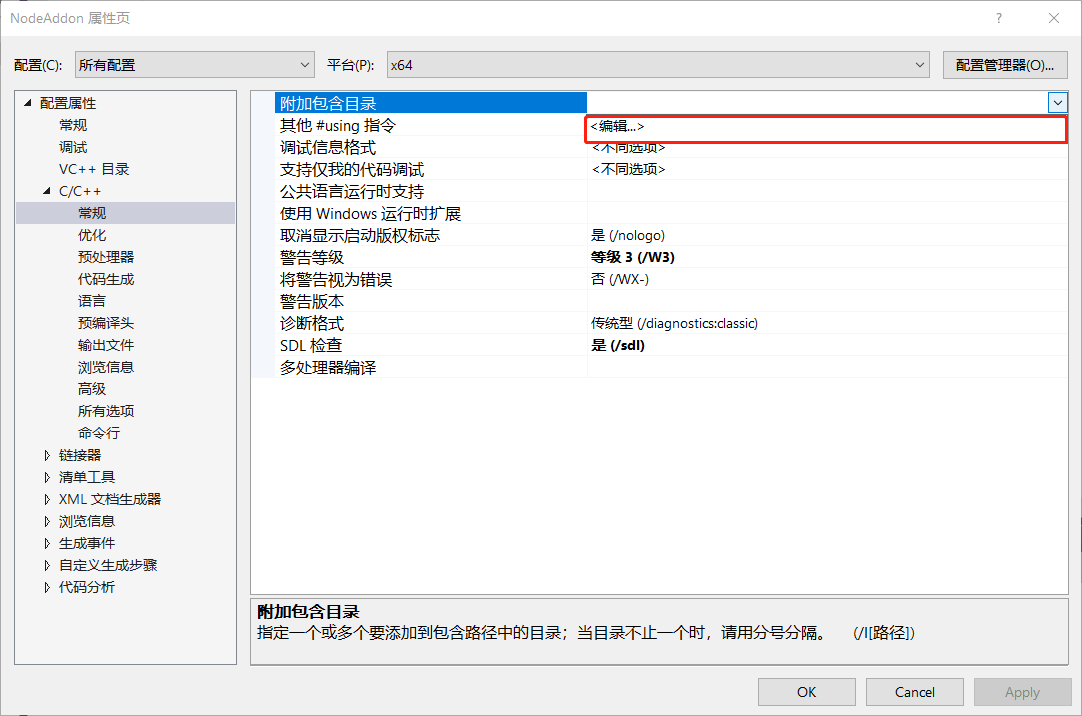 NodeAddon 属性页
?
配置(C): 所有配置 平台(P): x64 配置管理器(O)...
配置属性
常规
调试
VC++ 目录
C/C++
常规
优化
预处理器
代码生成
语言
预编译头
输出文件
浏览信息
高级
所有选项
命令行
链接器
清单工具
XML 文档生成器
浏览信息
生成事件
自定义生成步骤
代码分析
附加包含目录
其他 #using 指令 <编辑...>
调试信息格式 <不同选项>
支持仅我的代码调试 <不同选项>
公共语言运行时支持
使用 Windows 运行时扩展
取消显示启动版权标志 是 (/nologo)
警告等级 等级 3 (/W3)
将警告视为错误 否 (/WX-)
警告版本
诊断格式 传统型 (/diagnostics:classic)
SDL 检查 是 (/sdl)
多处理器编译
附加包含目录
指定一个或多个要添加到包含路径中的目录；当目录不止一个时，请用分号分隔。 (/I[路径])
OK Cancel Apply